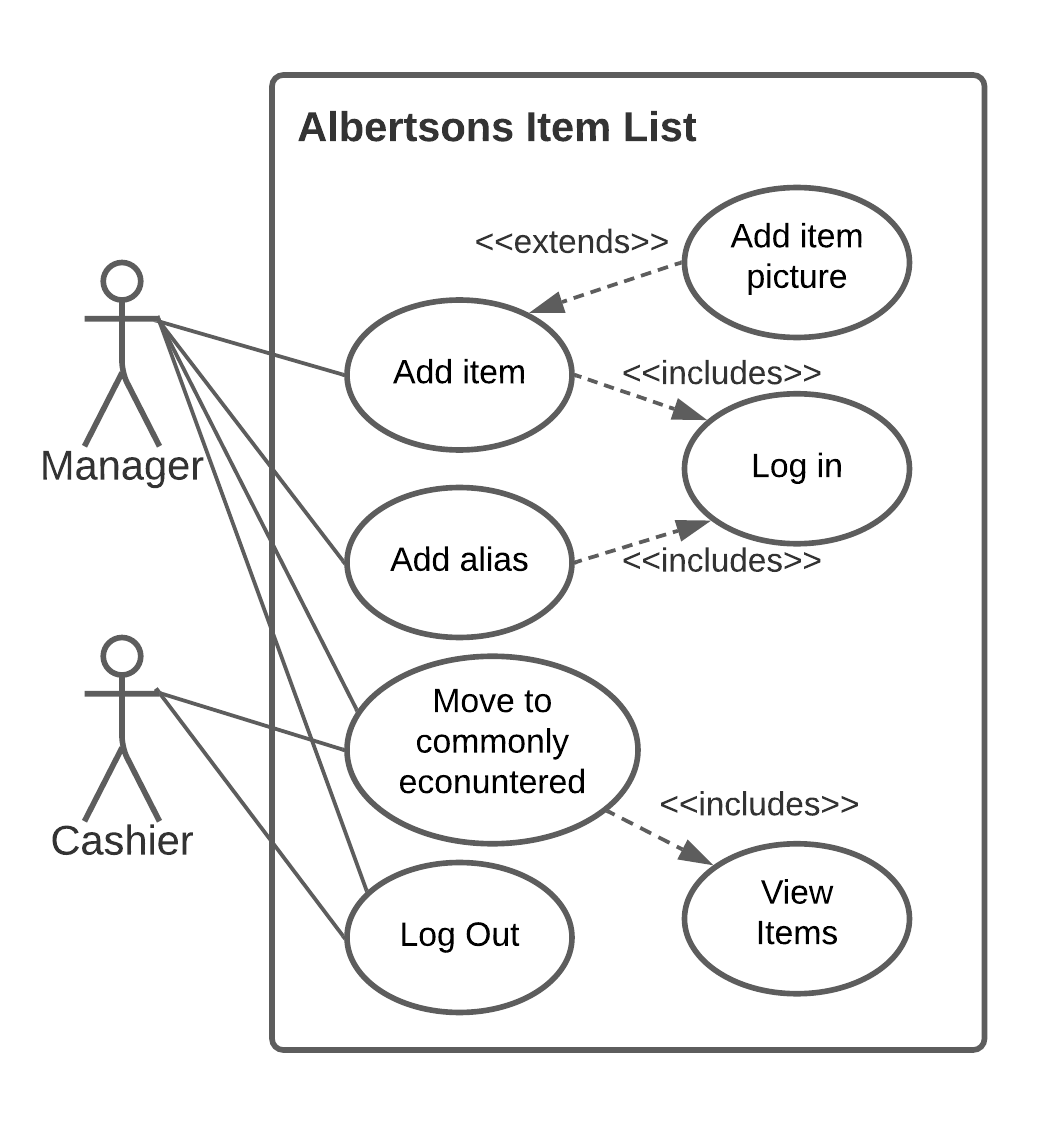 Albertsons Item List
Add item
picture
<<extends>>
Add item
<<includes>>
Manager
Log in
Add alias
<<includes>>
Move to
commonly
econuntered
<<includes>>
Cashier
View
Items
Log Out